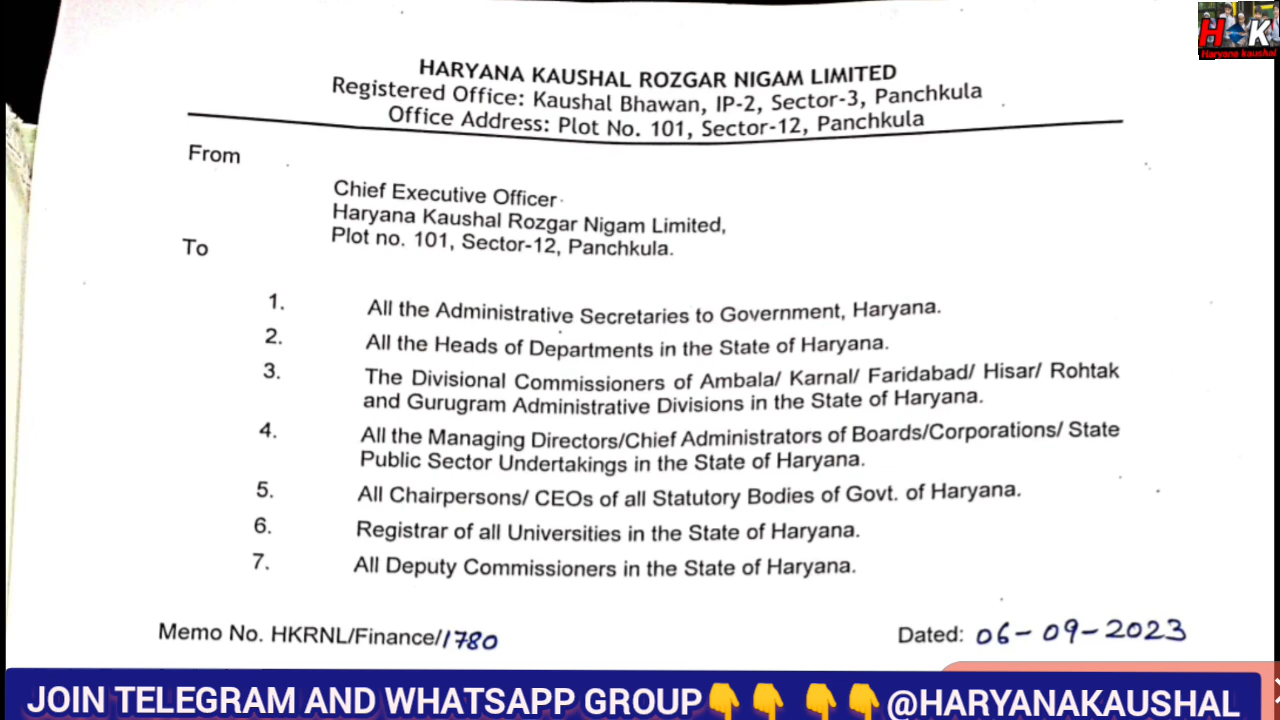 H K
Haryana kaushal
HARYANA KAUSHAL ROZGAR NIGAM LIMITED
Registered Office: Kaushal Bhawan, IP-2, Sector-3, Panchkula
Office Address: Plot No. 101, Sector-12, Panchkula
From
Chief Executive Officer
Haryana Kaushal Rozgar Nigam Limited,
Plot no. 101, Sector-12, Panchkula.
To
1. All the Administrative Secretaries to Government, Haryana.
2. All the Heads of Departments in the State of Haryana.
3. The Divisional Commissioners of Ambala/ Karnal/ Faridabad/ Hisar/ Rohtak
and Gurugram Administrative Divisions in the State of Haryana.
4. All the Managing Directors/Chief Administrators of Boards/Corporations/ State
Public Sector Undertakings in the State of Haryana.
5. All Chairpersons/ CEOs of all Statutory Bodies of Govt. of Haryana.
6. Registrar of all Universities in the State of Haryana.
7. All Deputy Commissioners in the State of Haryana.
Memo No. HKRNL/Finance/1780 Dated: 06-09-2023
JOIN TELEGRAM AND WHATSAPP GROUP👇👇 👇👇@HARYANAKAUSHAL